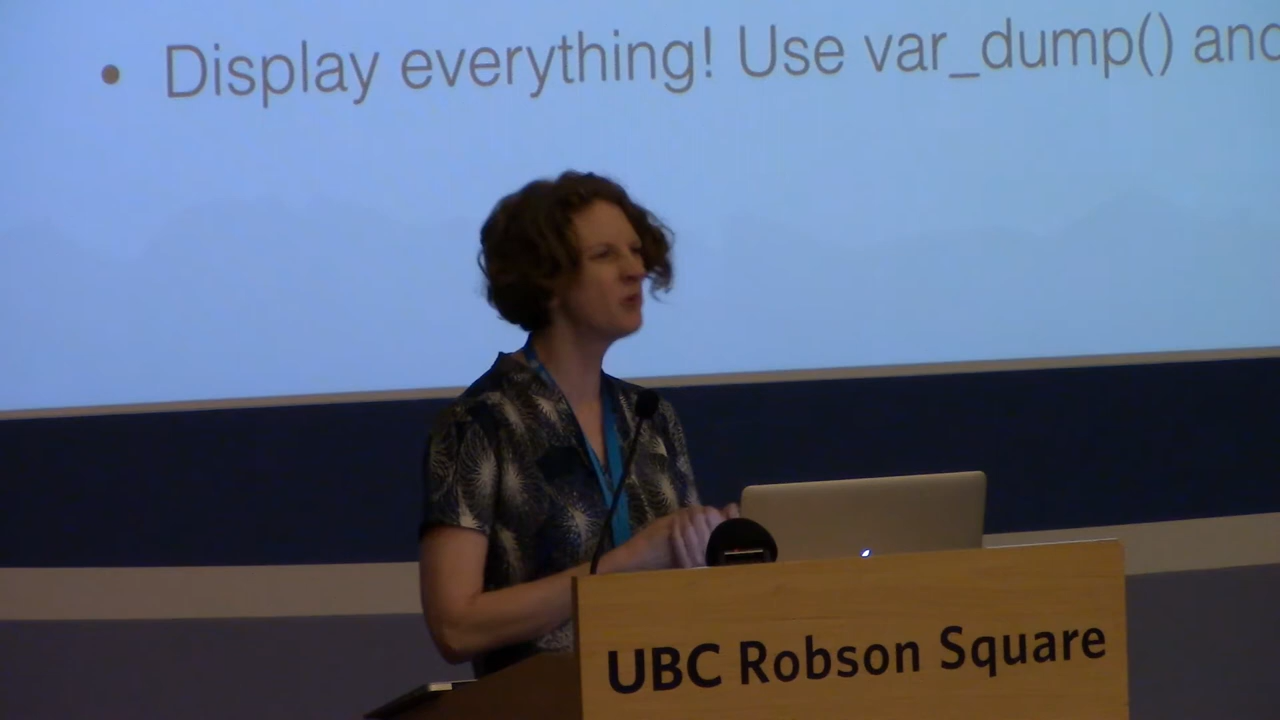 • Display everything! Use var_dump() and
UBC Robson Square